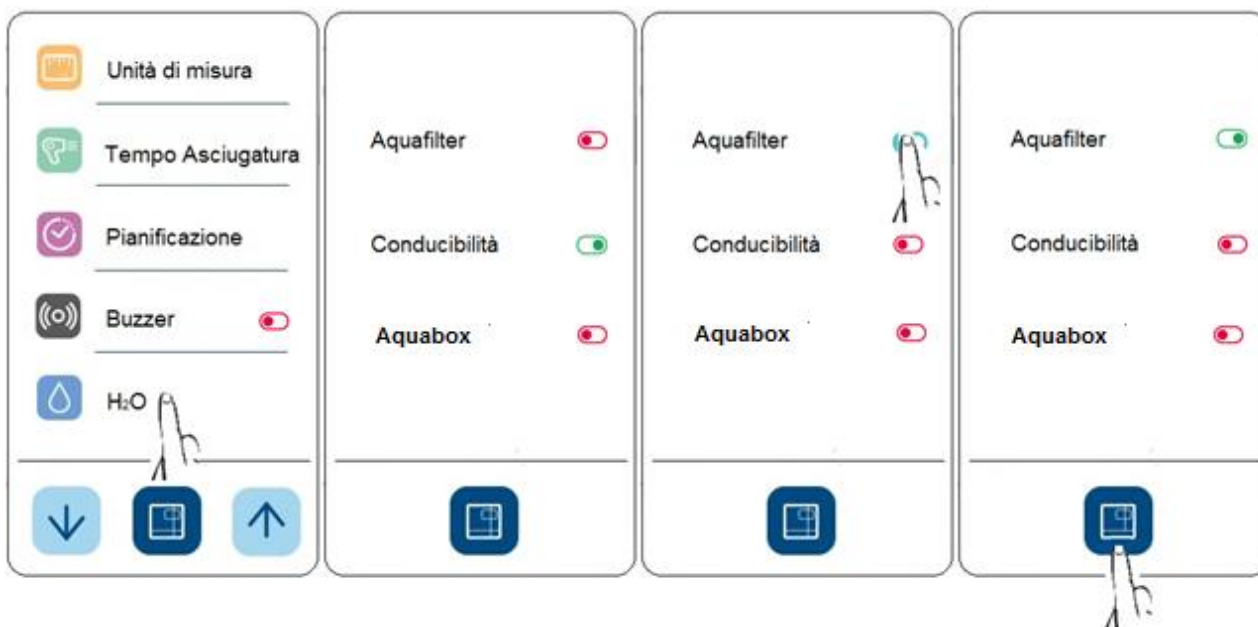 Unità di misura
Tempo Asciugatura
Pianificazione
Buzzer
H₂O
Aquafilter
Conducibilità
Aquabox
Aquafilter
Conducibilità
Aquabox
Aquafilter
Conducibilità
Aquabox